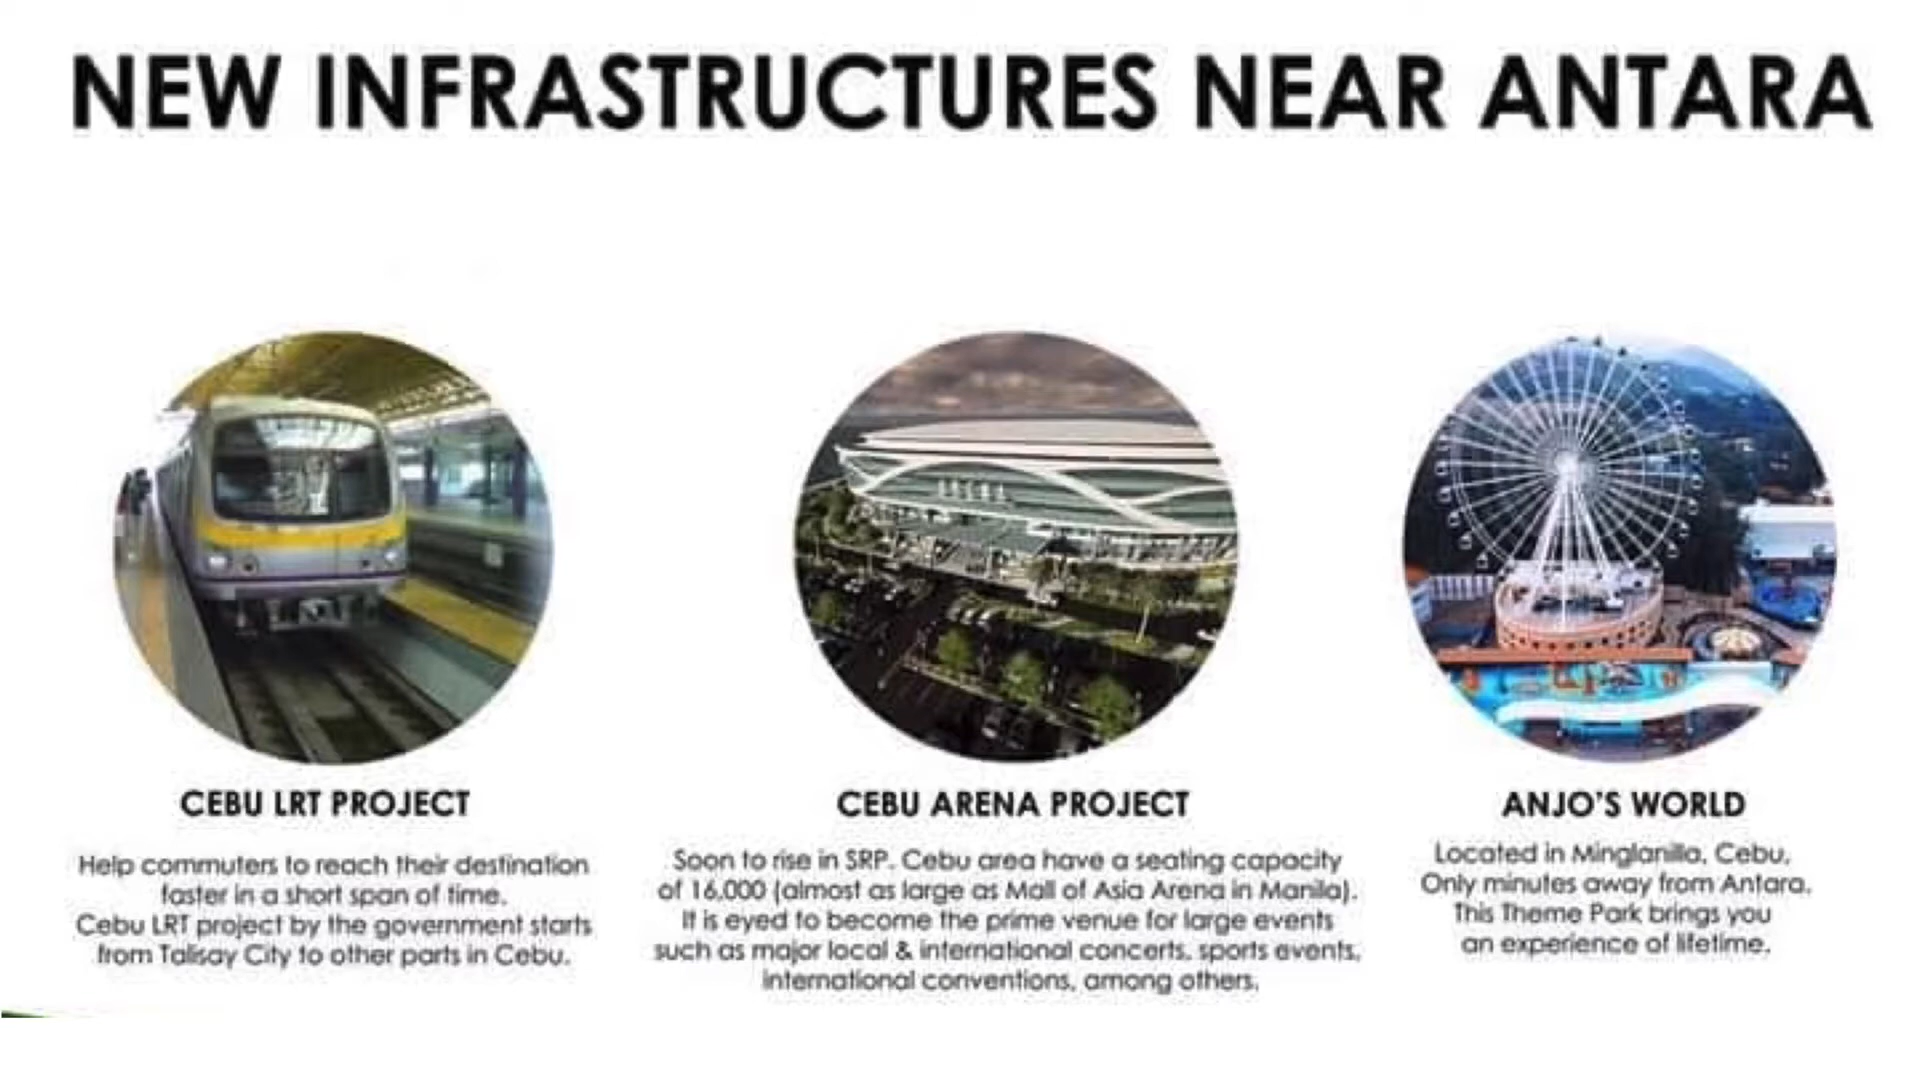 NEW INFRASTRUCTURES NEAR ANTARA
CEBU LRT PROJECT
Help commuters to reach their destination
faster in a short span of time.
Cebu LRT project by the government starts
from Talisay City to other parts in Cebu.
CEBU ARENA PROJECT
Soon to rise in SRP. Cebu area have a seating capacity
of 16,000 (almost as large as Mall of Asia Arena in Manila).
It is eyed to become the prime venue for large events
such as major local & international concerts, sports events,
international conventions, among others.
ANJO'S WORLD
Located in Minglanilla, Cebu.
Only minutes away from Antara.
This Theme Park brings you
an experience of lifetime.